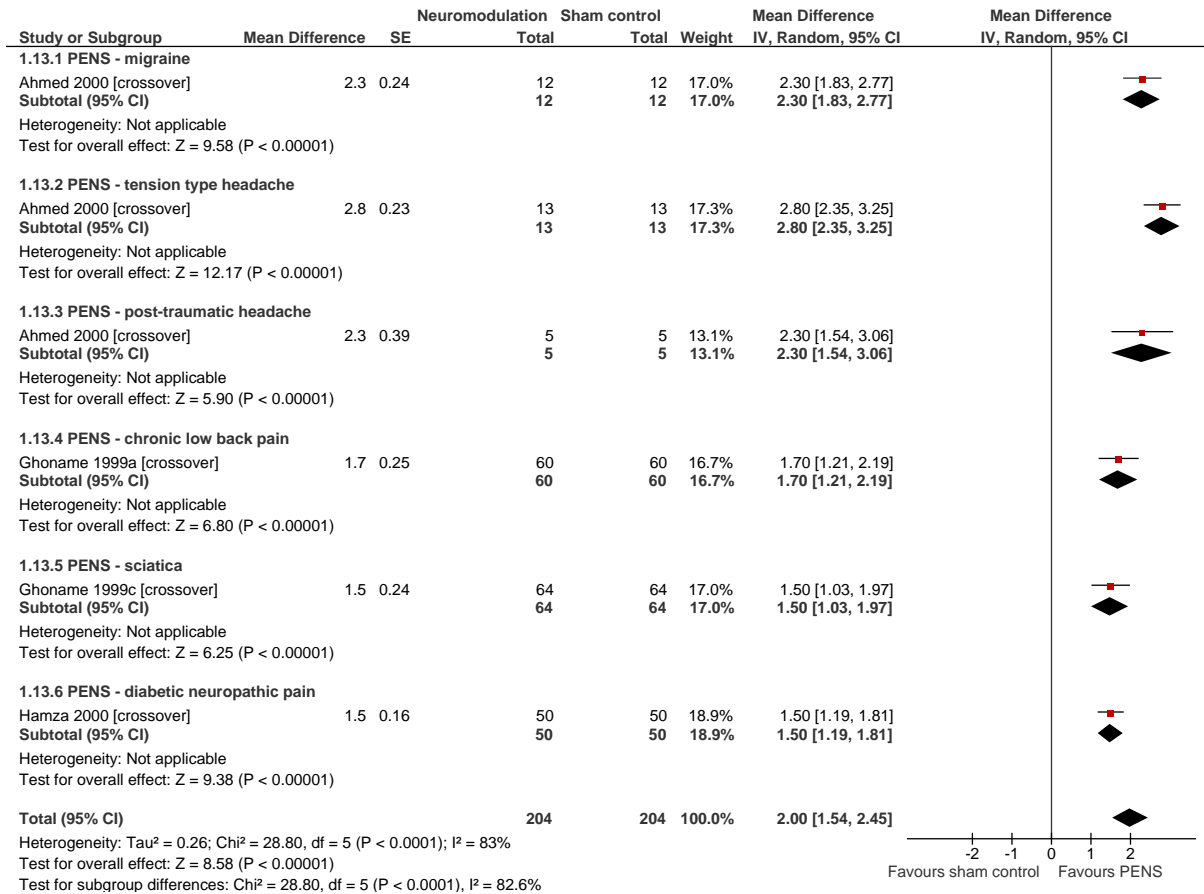 Neuromodulation Sham control Mean Difference Mean Difference
Study or Subgroup Mean Difference SE Total Total Weight IV, Random, 95% CI IV, Random, 95% CI
1.13.1 PENS - migraine
Ahmed 2000 [crossover] 2.3 0.24 12 12 17.0% 2.30 [1.83, 2.77]
Subtotal (95% CI) 12 12 17.0% 2.30 [1.83, 2.77]
Heterogeneity: Not applicable
Test for overall effect: Z = 9.58 (P < 0.00001)
1.13.2 PENS - tension type headache
Ahmed 2000 [crossover] 2.8 0.23 13 13 17.3% 2.80 [2.35, 3.25]
Subtotal (95% CI) 13 13 17.3% 2.80 [2.35, 3.25]
Heterogeneity: Not applicable
Test for overall effect: Z = 12.17 (P < 0.00001)
1.13.3 PENS - post-traumatic headache
Ahmed 2000 [crossover] 2.3 0.39 5 5 13.1% 2.30 [1.54, 3.06]
Subtotal (95% CI) 5 5 13.1% 2.30 [1.54, 3.06]
Heterogeneity: Not applicable
Test for overall effect: Z = 5.90 (P < 0.00001)
1.13.4 PENS - chronic low back pain
Ghoname 1999a [crossover] 1.7 0.25 60 60 16.7% 1.70 [1.21, 2.19]
Subtotal (95% CI) 60 60 16.7% 1.70 [1.21, 2.19]
Heterogeneity: Not applicable
Test for overall effect: Z = 6.80 (P < 0.00001)
1.13.5 PENS - sciatica
Ghoname 1999c [crossover] 1.5 0.24 64 64 17.0% 1.50 [1.03, 1.97]
Subtotal (95% CI) 64 64 17.0% 1.50 [1.03, 1.97]
Heterogeneity: Not applicable
Test for overall effect: Z = 6.25 (P < 0.00001)
1.13.6 PENS - diabetic neuropathic pain
Hamza 2000 [crossover] 1.5 0.16 50 50 18.9% 1.50 [1.19, 1.81]
Subtotal (95% CI) 50 50 18.9% 1.50 [1.19, 1.81]
Heterogeneity: Not applicable
Test for overall effect: Z = 9.38 (P < 0.00001)
Total (95% CI) 204 204 100.0% 2.00 [1.54, 2.45]
Heterogeneity: Tau² = 0.26; Chi² = 28.80, df = 5 (P < 0.0001); I² = 83%
Test for overall effect: Z = 8.58 (P < 0.00001)
Test for subgroup differences: Chi² = 28.80, df = 5 (P < 0.0001), I² = 82.6%
-2 -1 0 1 2
Favours sham control Favours PENS